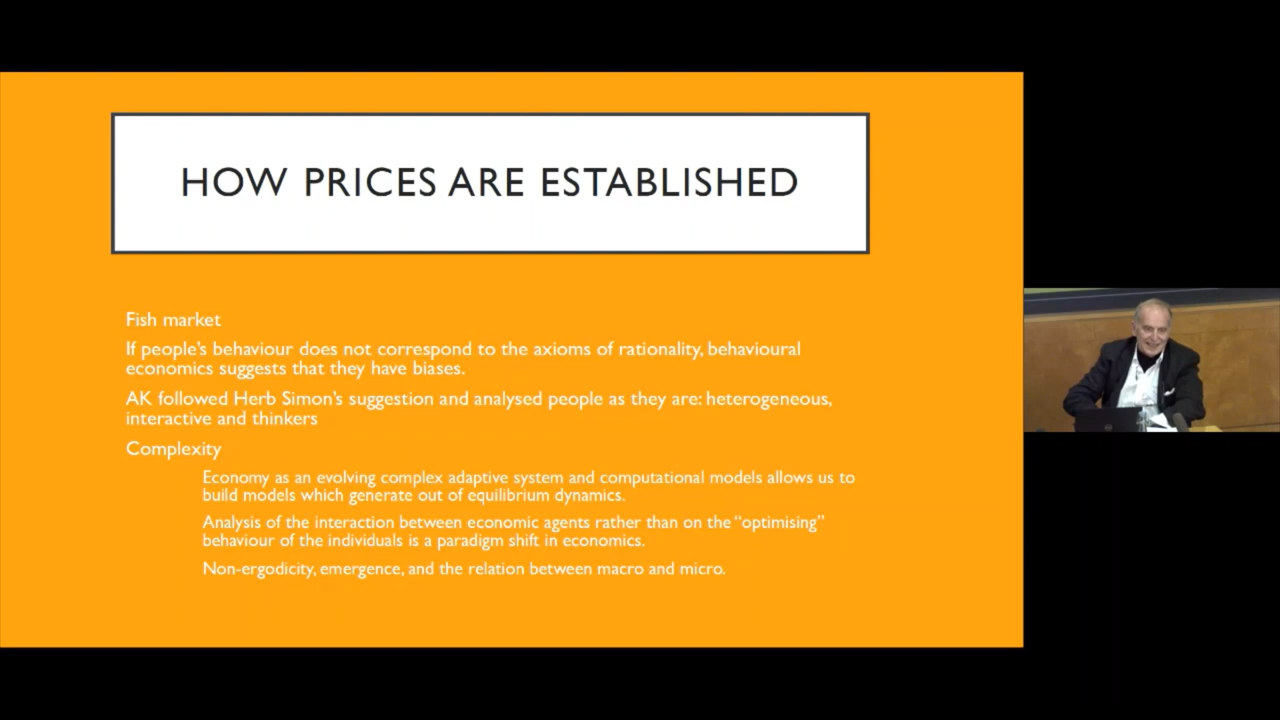 HOW PRICES ARE ESTABLISHED
Fish market
If people's behaviour does not correspond to the axioms of rationality, behavioural
economics suggests that they have biases.
AK followed Herb Simon's suggestion and analysed people as they are: heterogeneous,
interactive and thinkers
Complexity
Economy as an evolving complex adaptive system and computational models allows us to
build models which generate out of equilibrium dynamics.
Analysis of the interaction between economic agents rather than on the “optimising”
behaviour of the individuals is a paradigm shift in economics.
Non-ergodicity, emergence, and the relation between macro and micro.